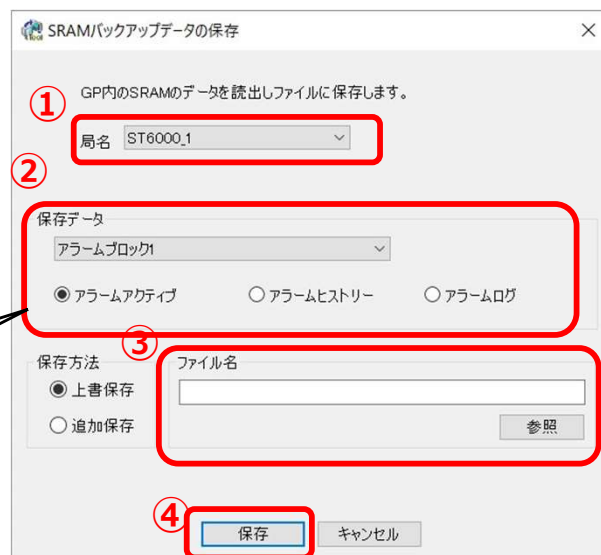 SRAMバックアップデータの保存
GP内のSRAMのデータを読出しファイルに保存します。
①
局名 ST6000_1
②
保存データ
アラームブロック1
アラームアクティブ アラームヒストリー アラームログ
③
保存方法 ファイル名
上書保存
追加保存 参照
④
保存 キャンセル